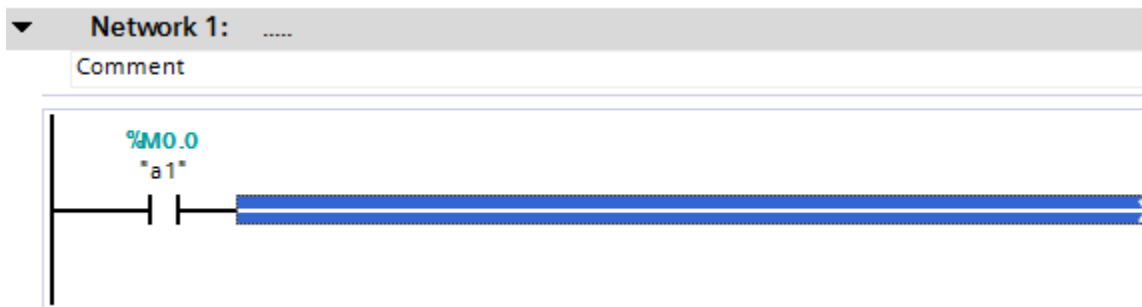 Network 1: .....
Comment
%M0.0
"a1"